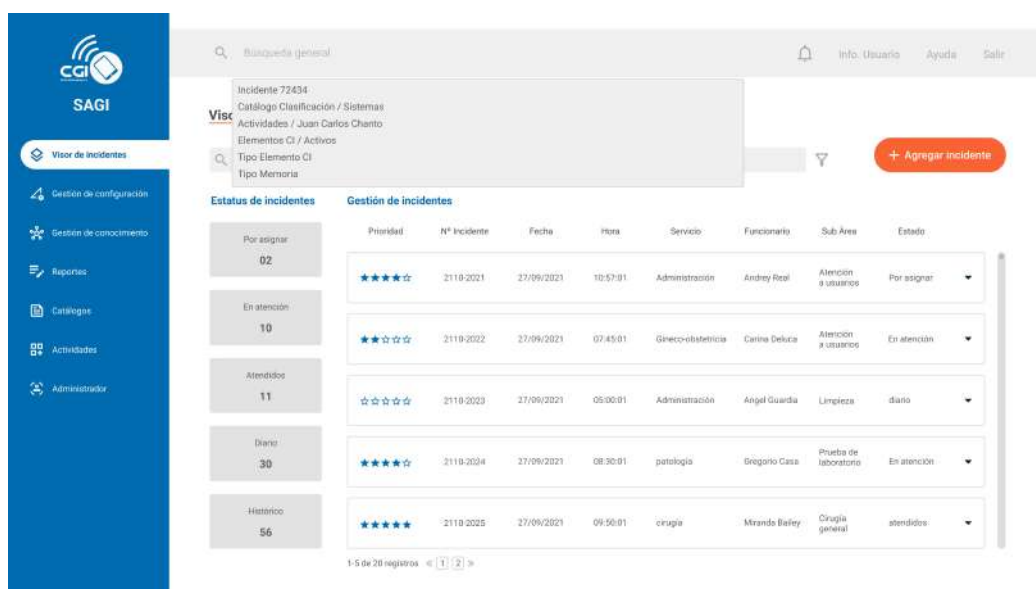 CGI
SAGI
Visor de incidentes
Gestión de configuración
Gestión de conocimiento
Reportes
Catálogos
Actividades
Administrador
Búsqueda general
Info. Usuario
Ayuda
Salir
Incidente 72434
Catálogo Clasificación / Sistemas
Actividades / Juan Carlos Chanto
Elementos CI / Activos
Tipo Elemento CI
Tipo Memoria
+ Agregar incidente
Estatus de incidentes
Por asignar
02
En atención
10
Atendidos
11
Diario
30
Histórico
56
Gestión de incidentes
Prioridad Nº Incidente Fecha Hora Servicio Funcionario Sub Área Estado
2110-2021 27/09/2021 10:57:01 Administración Andrey Real Atención a usuarios Por asignar
2110-2022 27/09/2021 07:45:01 Gineco-obstetricia Carina Deluca Atención a usuarios En atención
2110-2023 27/09/2021 05:00:01 Administración Angel Guardia Limpieza diario
2110-2024 27/09/2021 08:30:01 patología Gregorio Casa Prueba de laboratorio En atención
2110-2025 27/09/2021 09:50:01 cirugía Miranda Bailey Cirugía general atendidos
1-5 de 20 registros « 1 2 »